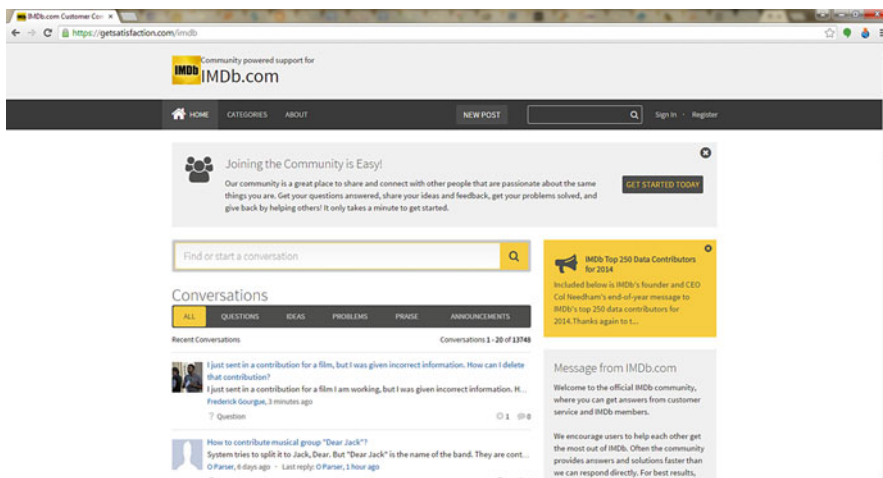 IMDb.com Customer Con
https://getsatisfaction.com/imdb
IMDb
Community powered support for
IMDb.com
HOME CATEGORIES ABOUT NEW POST Sign In · Register
Joining the Community is Easy!
Our community is a great place to share and connect with other people that are passionate about the same
things you are. Get your questions answered, share your ideas and feedback, get your problems solved, and
give back by helping others! It only takes a minute to get started.
GET STARTED TODAY
Find or start a conversation
Conversations
ALL QUESTIONS IDEAS PROBLEMS PRAISE ANNOUNCEMENTS
Recent Conversations Conversations 1 - 20 of 13748
I just sent in a contribution for a film, but I was given incorrect information. How can I delete
that contribution?
I just sent in a contribution for a film I am working, but I was given incorrect information. H...
Frederick Gourgue, 3 minutes ago
? Question 1 0
How to contribute musical group "Dear Jack"?
System tries to split it to Jack, Dear. But "Dear Jack" is the name of the band. They are cont...
O Parser, 6 days ago · Last reply: O Parser, 1 hour ago
IMDb Top 250 Data Contributors
for 2014
Included below is IMDb's founder and CEO
Col Needham's end-of-year message to
IMDb's top 250 data contributors for
2014.Thanks again to t...
Message from IMDb.com
Welcome to the official IMDb community,
where you can get answers from customer
service and IMDb members.
We encourage users to help each other get
the most out of IMDb. Often the community
provides answers and solutions faster than
we can respond directly. For best results,